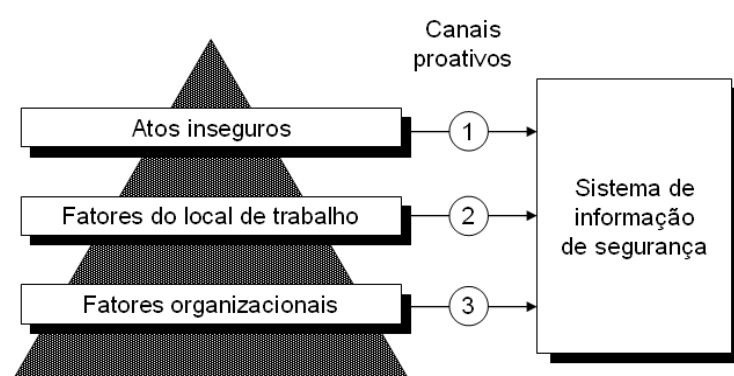 Canais
proativos
Atos inseguros
1
Fatores do local de trabalho
2
Sistema de
informação
de segurança
Fatores organizacionais
3